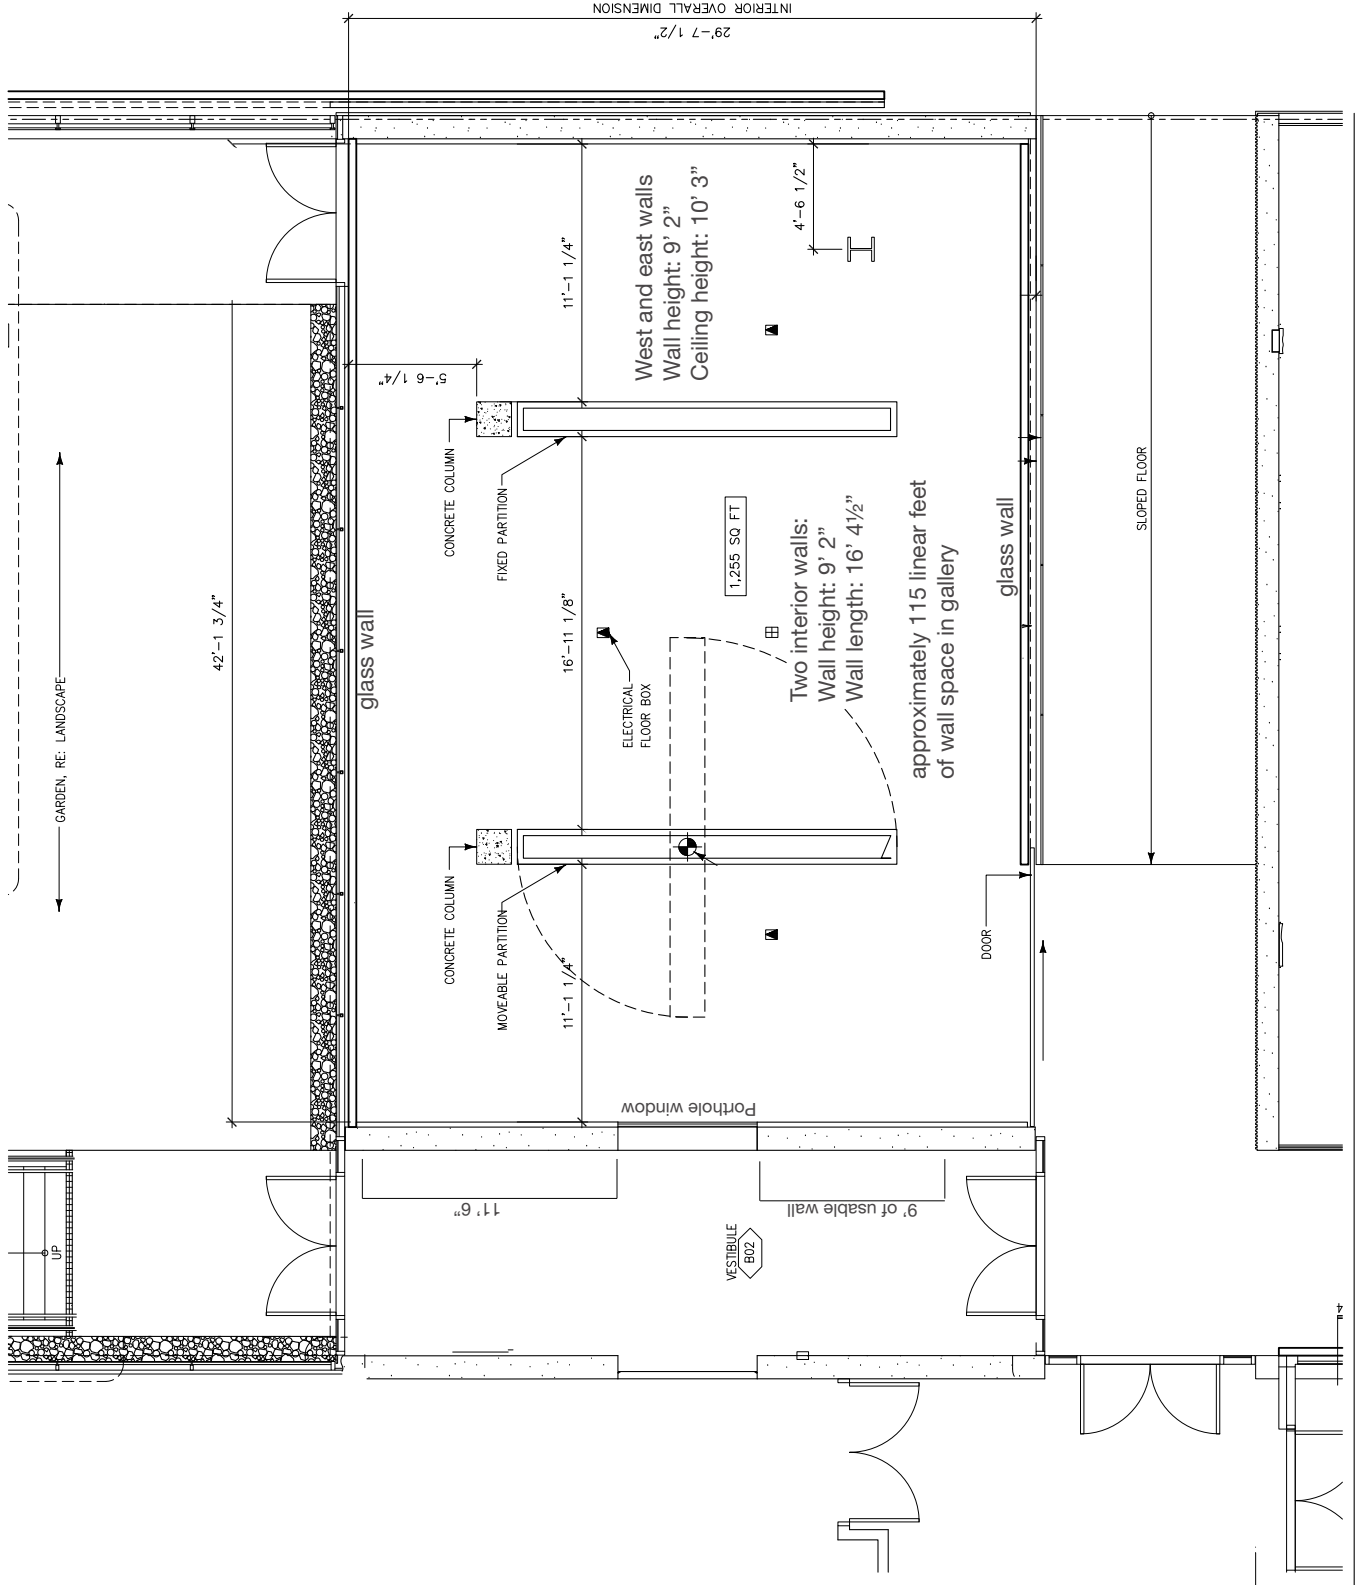 INTERIOR OVERALL DIMENSION
29'-7 1/2"
4'-6 1/2"
11'-1 1/4"
West and east walls
Wall height: 9' 2"
Ceiling height: 10' 3"
5'-6 1/4"
CONCRETE COLUMN
FIXED PARTITION
SLOPED FLOOR
GARDEN, RE: LANDSCAPE
42'-1 3/4"
glass wall
16'-11 1/8"
1,255 SQ FT
ELECTRICAL
FLOOR BOX
Two interior walls:
Wall height: 9' 2"
Wall length: 16' 4½"
approximately 115 linear feet
of wall space in gallery
glass wall
CONCRETE COLUMN
MOVEABLE PARTITION
11'-1 1/4"
DOOR
Porthole window
11' 6"
9' of usable wall
VESTIBULE
B02
UP
4